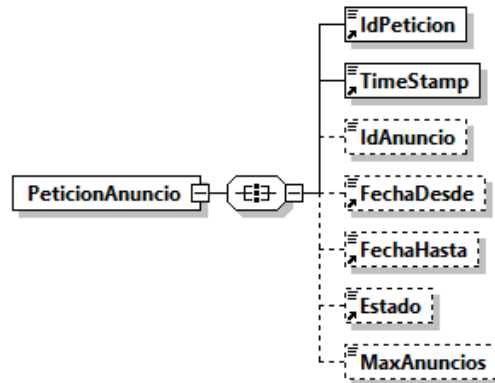 IdPeticion
TimeStamp
IdAnuncio
PeticionAnuncio
FechaDesde
FechaHasta
Estado
MaxAnuncios